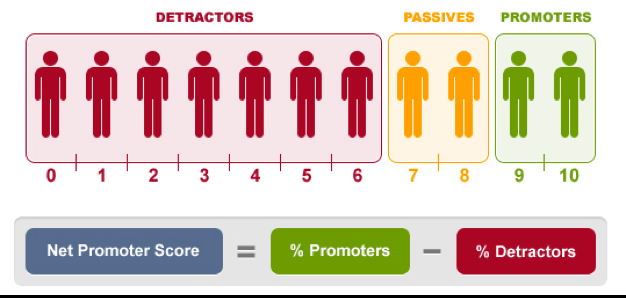 DETRACTORS PASSIVES PROMOTERS
0 1 2 3 4 5 6 7 8 9 10
Net Promoter Score = % Promoters – % Detractors